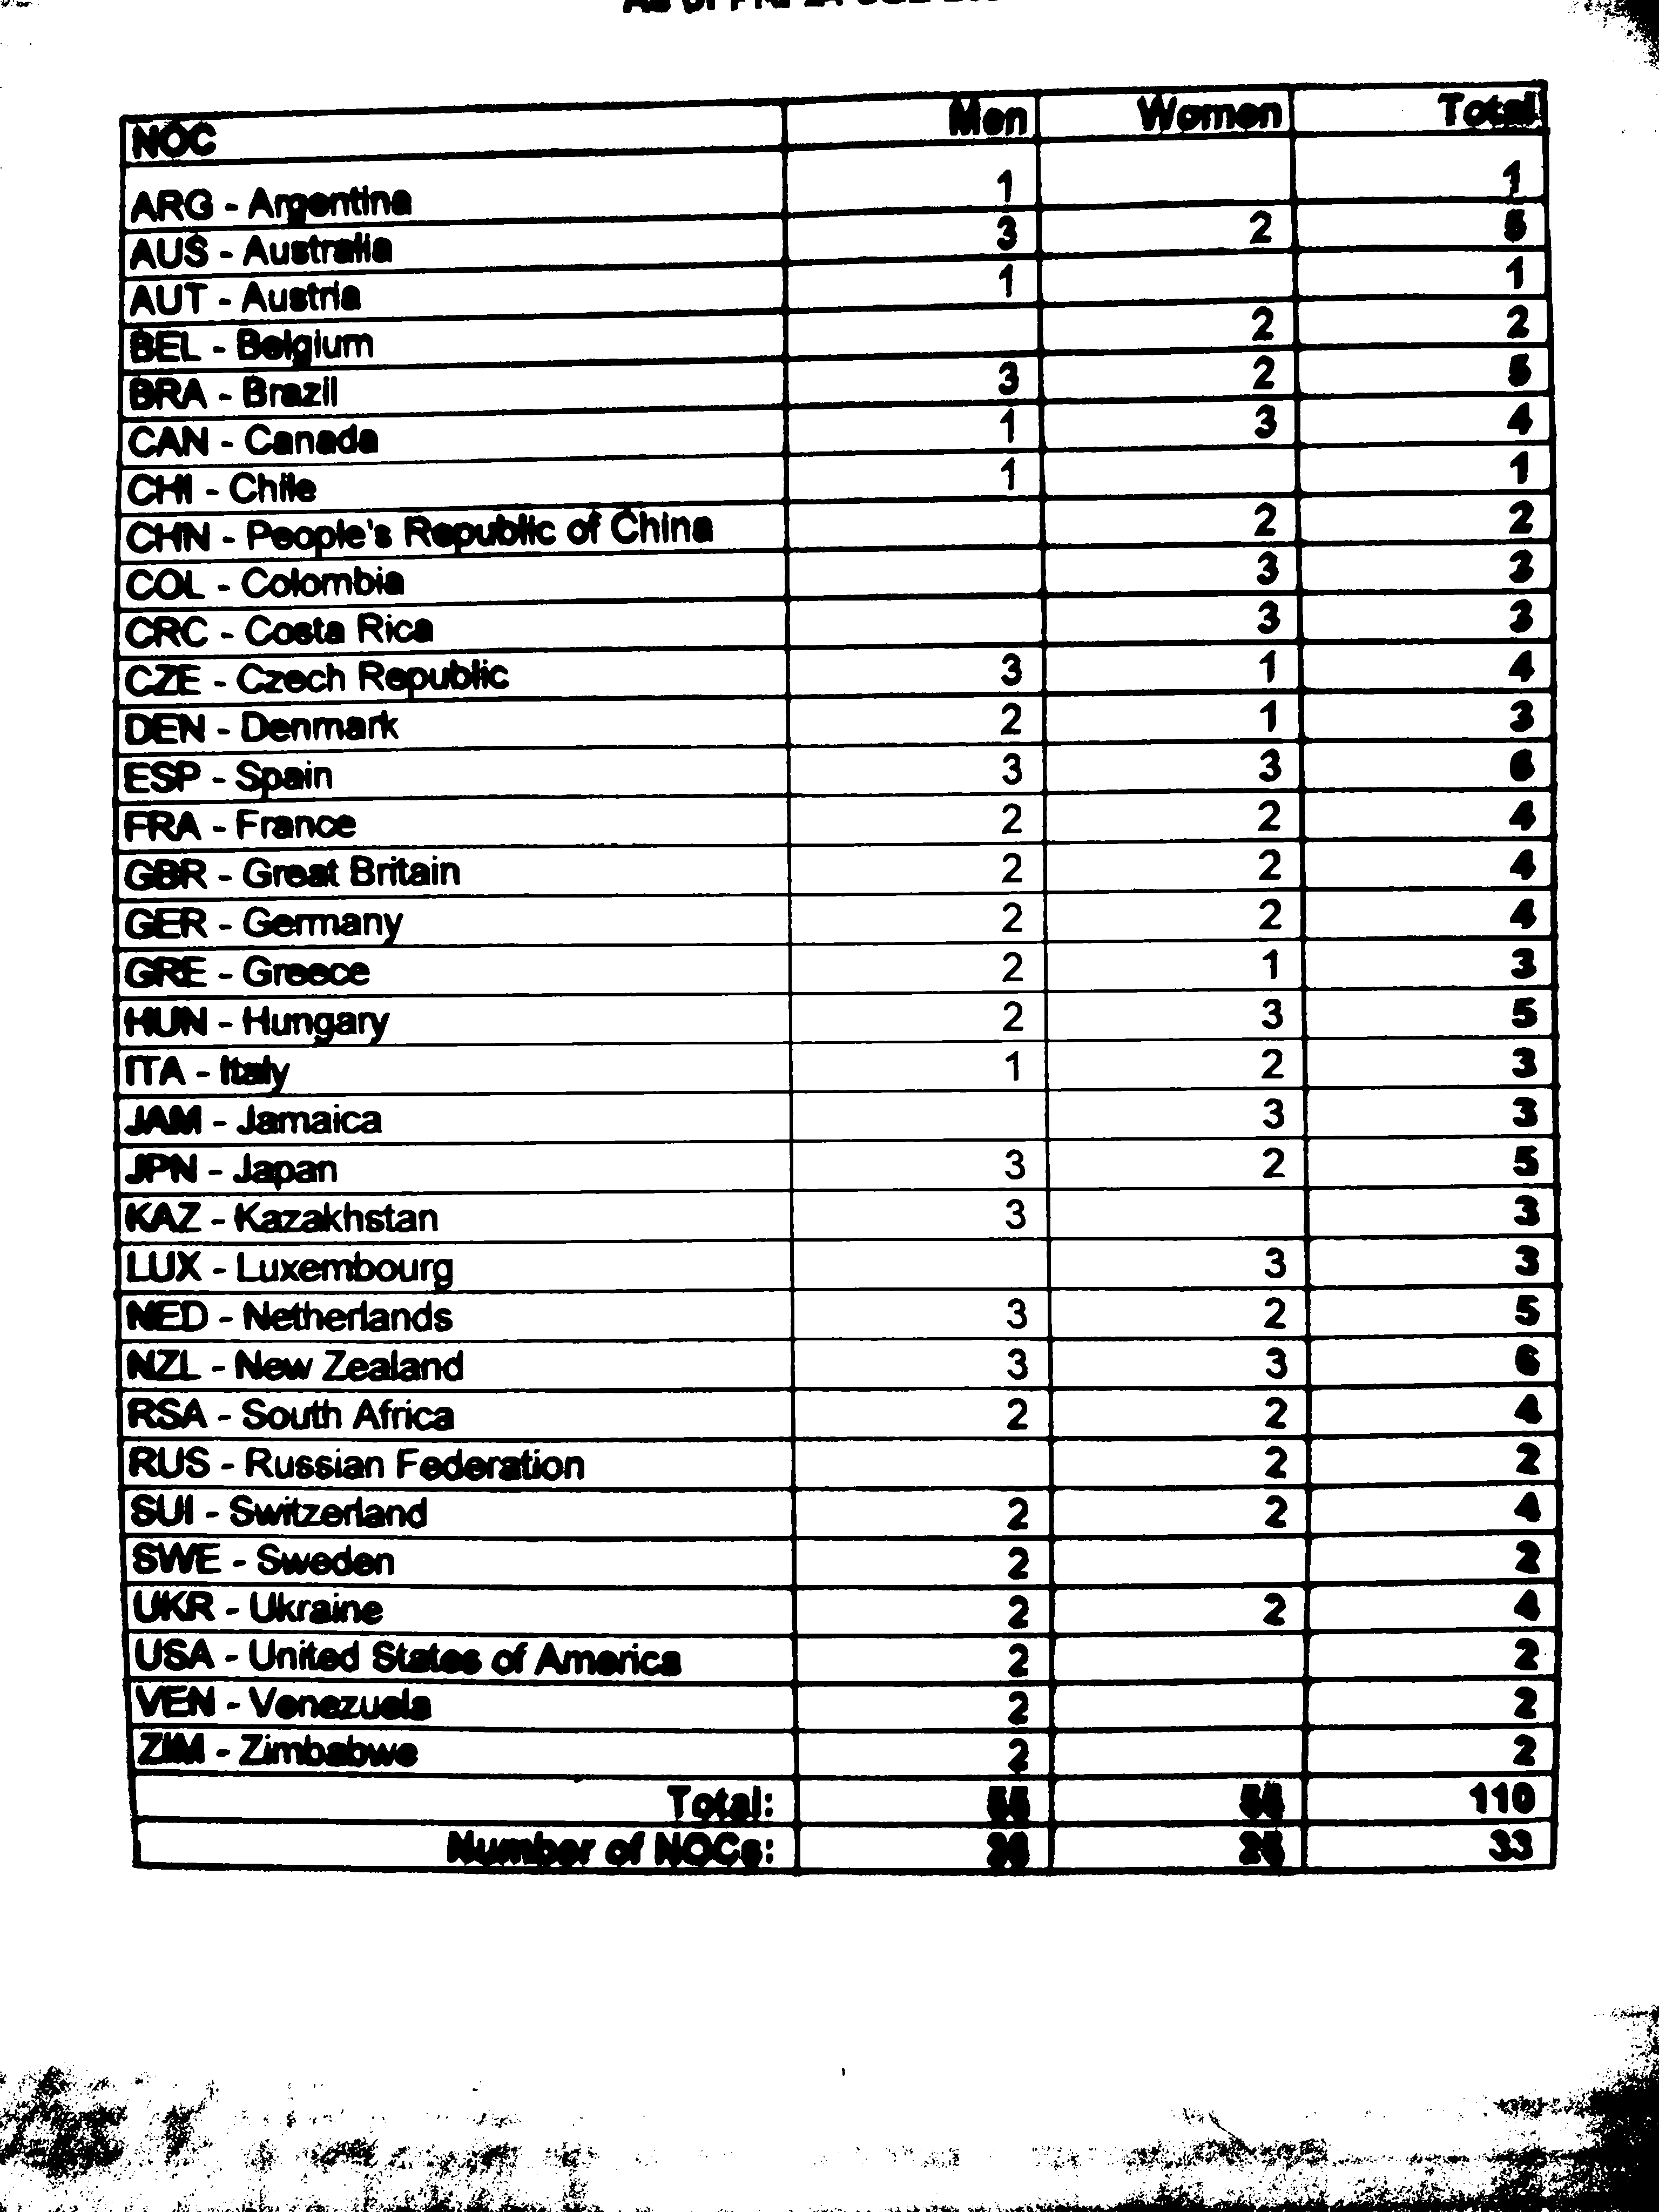 As of FRI
NOC Men Women Total
ARG - Argentina 1 1
AUS - Australia 3 2 5
AUT - Austria 1 1
BEL - Belgium 2 2
BRA - Brazil 3 2 5
CAN - Canada 1 3 4
CHI - Chile 1 1
CHN - People's Republic of China 2 2
COL - Colombia 3 3
CRC - Costa Rica 3 3
CZE - Czech Republic 3 1 4
DEN - Denmark 2 1 3
ESP - Spain 3 3 6
FRA - France 2 2 4
GBR - Great Britain 2 2 4
GER - Germany 2 2 4
GRE - Greece 2 1 3
HUN - Hungary 2 3 5
ITA - Italy 1 2 3
JAM - Jamaica 3 3
JPN - Japan 3 2 5
KAZ - Kazakhstan 3 3
LUX - Luxembourg 3 3
NED - Netherlands 3 2 5
NZL - New Zealand 3 3 6
RSA - South Africa 2 2 4
RUS - Russian Federation 2 2
SUI - Switzerland 2 2 4
SWE - Sweden 2 2
UKR - Ukraine 2 2 4
USA - United States of America 2 2
VEN - Venezuela 2 2
ZIM - Zimbabwe 2 2
Total: 55 55 110
Number of NOCs: 26 25 33